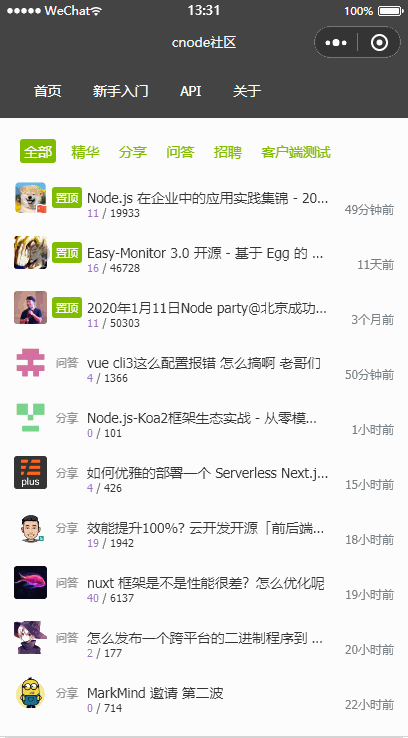 WeChat 13:31 100%
cnode社区
首页 新手入门 API 关于
全部 精华 分享 问答 招聘 客户端测试
置顶 Node.js 在企业中的应用实践集锦 - 20...
11 / 19933 49分钟前
置顶 Easy-Monitor 3.0 开源 - 基于 Egg 的 ...
16 / 46728 11天前
置顶 2020年1月11日Node party@北京成功...
11 / 50303 3个月前
问答 vue cli3这么配置报错 怎么搞啊 老哥们
4 / 1366 50分钟前
分享 Node.js-Koa2框架生态实战 - 从零模...
0 / 101 1小时前
plus 分享 如何优雅的部署一个 Serverless Next.j...
4 / 426 15小时前
分享 效能提升100%? 云开发开源「前后端...
19 / 1942 18小时前
问答 nuxt 框架是不是性能很差？怎么优化呢
40 / 6137 19小时前
问答 怎么发布一个跨平台的二进制程序到 ...
2 / 177 20小时前
分享 MarkMind 邀请 第二波
0 / 714 22小时前